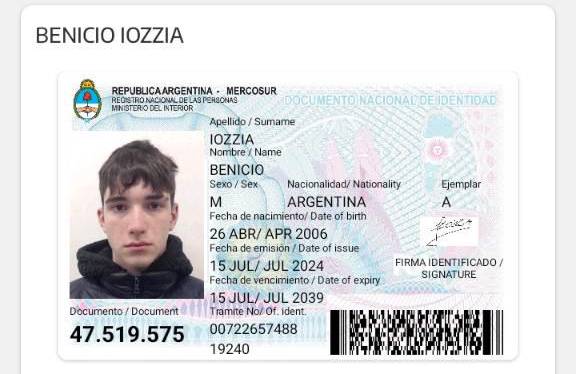 BENICIO IOZZIA
REPUBLICA ARGENTINA - MERCOSUR
REGISTRO NACIONAL DE LAS PERSONAS
MINISTERIO DEL INTERIOR
DOCUMENTO NACIONAL DE IDENTIDAD
Apellido / Surname
IOZZIA
Nombre / Name
BENICIO
Sexo / Sex Nacionalidad/ Nationality Ejemplar
M ARGENTINA A
Fecha de nacimiento/ Date of birth
26 ABR/ APR 2006
Fecha de emisión / Date of issue
15 JUL/ JUL 2024
FIRMA IDENTIFICADO /
SIGNATURE
Fecha de vencimiento / Date of expiry
15 JUL/ JUL 2039
Documento / Document
47.519.575
Tramite No/ Of. ident.
00722657488
19240